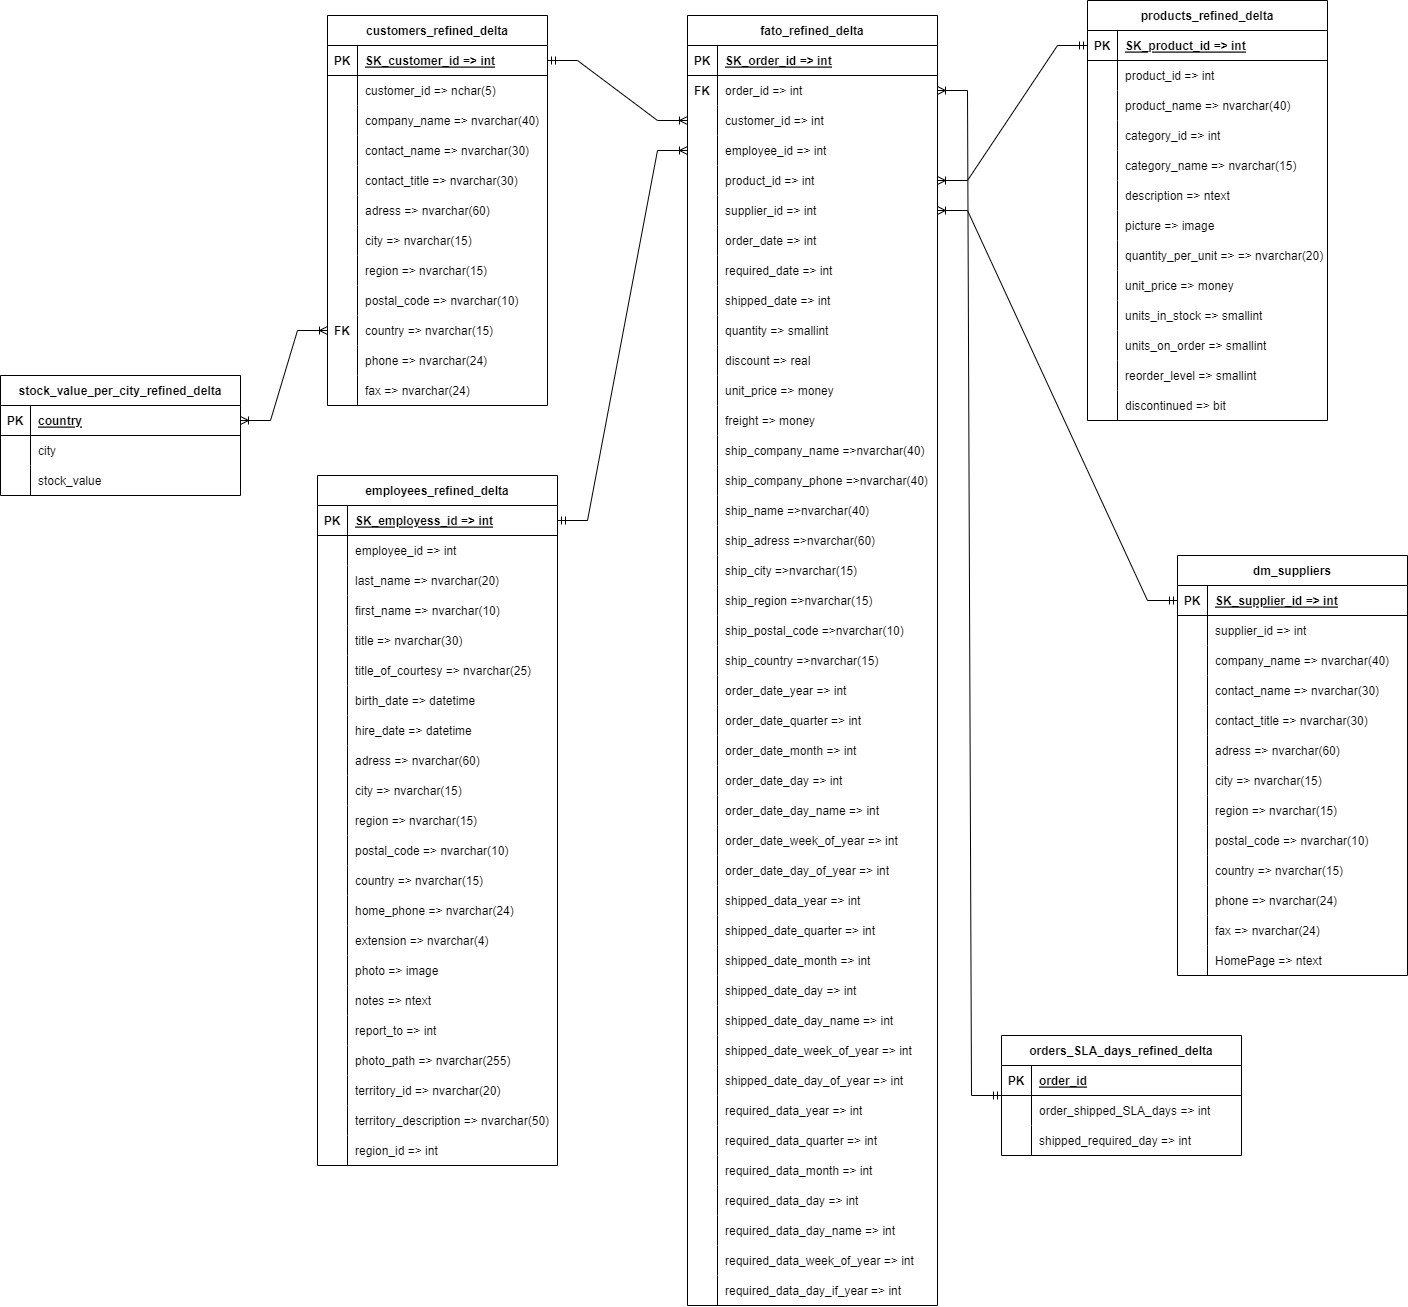 customers_refined_delta
PK SK_customer_id => int
customer_id => nchar(5)
company_name => nvarchar(40)
contact_name => nvarchar(30)
contact_title => nvarchar(30)
adress => nvarchar(60)
city => nvarchar(15)
region => nvarchar(15)
postal_code => nvarchar(10)
FK country => nvarchar(15)
phone => nvarchar(24)
fax => nvarchar(24)
stock_value_per_city_refined_delta
PK country
city
stock_value
employees_refined_delta
PK SK_employess_id => int
employee_id => int
last_name => nvarchar(20)
first_name => nvarchar(10)
title => nvarchar(30)
title_of_courtesy => nvarchar(25)
birth_date => datetime
hire_date => datetime
adress => nvarchar(60)
city => nvarchar(15)
region => nvarchar(15)
postal_code => nvarchar(10)
country => nvarchar(15)
home_phone => nvarchar(24)
extension => nvarchar(4)
photo => image
notes => ntext
report_to => int
photo_path => nvarchar(255)
territory_id => nvarchar(20)
territory_description => nvarchar(50)
region_id => int
fato_refined_delta
PK SK_order_id => int
FK order_id => int
customer_id => int
employee_id => int
product_id => int
supplier_id => int
order_date => int
required_date => int
shipped_date => int
quantity => smallint
discount => real
unit_price => money
freight => money
ship_company_name =>nvarchar(40)
ship_company_phone =>nvarchar(40)
ship_name =>nvarchar(40)
ship_adress =>nvarchar(60)
ship_city =>nvarchar(15)
ship_region =>nvarchar(15)
ship_postal_code =>nvarchar(10)
ship_country =>nvarchar(15)
order_date_year => int
order_date_quarter => int
order_date_month => int
order_date_day => int
order_date_day_name => int
order_date_week_of_year => int
order_date_day_of_year => int
shipped_data_year => int
shipped_date_quarter => int
shipped_date_month => int
shipped_date_day => int
shipped_date_day_name => int
shipped_date_week_of_year => int
shipped_date_day_of_year => int
required_data_year => int
required_data_quarter => int
required_data_month => int
required_data_day => int
required_data_day_name => int
required_data_week_of_year => int
required_data_day_if_year => int
products_refined_delta
PK SK_product_id => int
product_id => int
product_name => nvarchar(40)
category_id => int
category_name => nvarchar(15)
description => ntext
picture => image
quantity_per_unit => => nvarchar(20)
unit_price => money
units_in_stock => smallint
units_on_order => smallint
reorder_level => smallint
discontinued => bit
dm_suppliers
PK SK_supplier_id => int
supplier_id => int
company_name => nvarchar(40)
contact_name => nvarchar(30)
contact_title => nvarchar(30)
adress => nvarchar(60)
city => nvarchar(15)
region => nvarchar(15)
postal_code => nvarchar(10)
country => nvarchar(15)
phone => nvarchar(24)
fax => nvarchar(24)
HomePage => ntext
orders_SLA_days_refined_delta
PK order_id
order_shipped_SLA_days => int
shipped_required_day => int